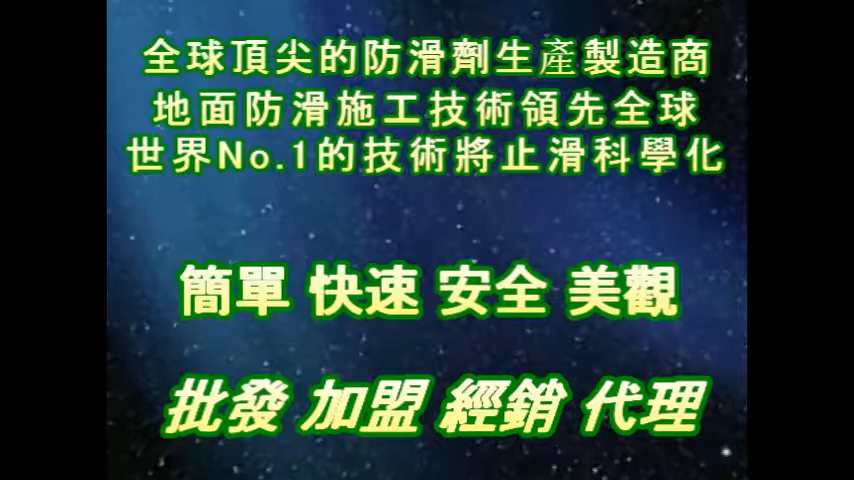 全球頂尖的防滑劑生產製造商
地面防滑施工技術領先全球
世界No.1的技術將止滑科學化
簡單 快速 安全 美觀
批發 加盟 經銷 代理